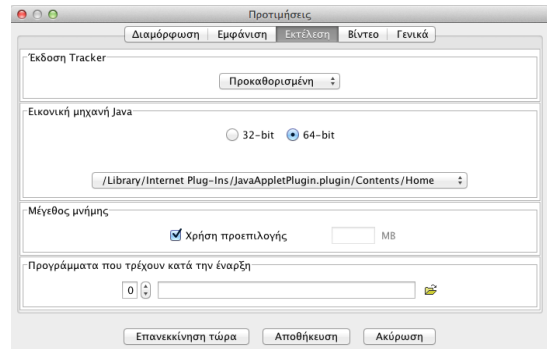 Προτιμήσεις
Διαμόρφωση Εμφάνιση Εκτέλεση Βίντεο Γενικά
Έκδοση Tracker
Προκαθορισμένη
Εικονική μηχανή Java
32-bit 64-bit
/Library/Internet Plug-Ins/JavaAppletPlugin.plugin/Contents/Home
Μέγεθος μνήμης
Χρήση προεπιλογής MB
Προγράμματα που τρέχουν κατά την έναρξη
0
Επανεκκίνηση τώρα Αποθήκευση Ακύρωση